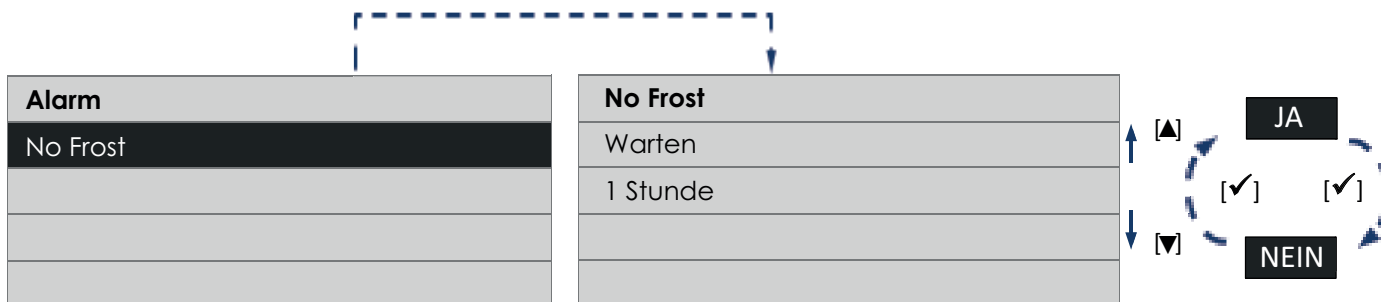 Alarm
No Frost
No Frost
Warten
1 Stunde
[▲]
[▼]
JA
[✓] [✓]
NEIN